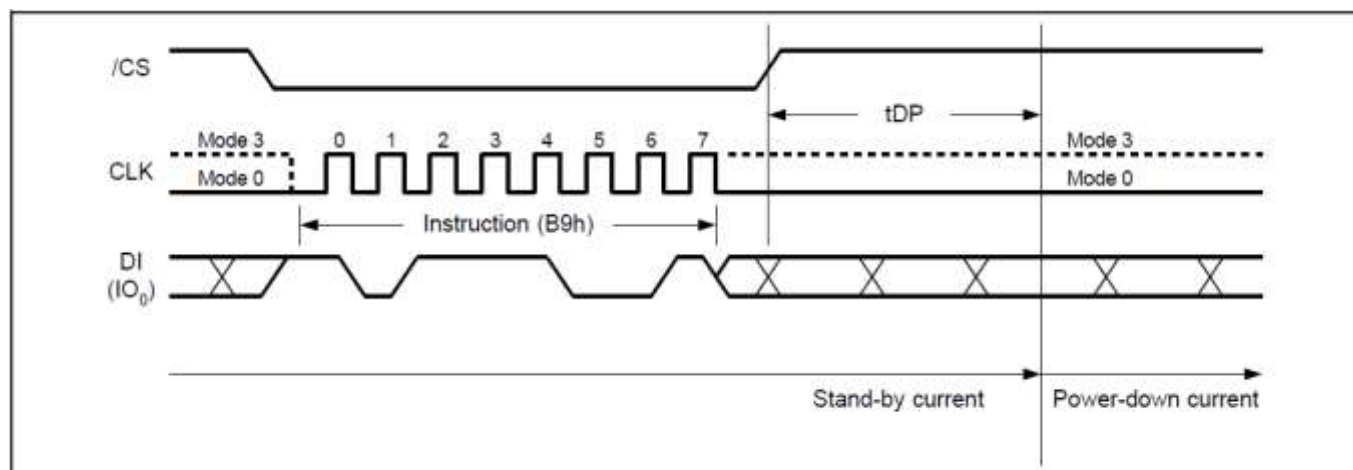 /CS
tDP
Mode 3 0 1 2 3 4 5 6 7 Mode 3
CLK
Mode 0 Mode 0
Instruction (B9h)
DI
(IO₀)
Stand-by current Power-down current